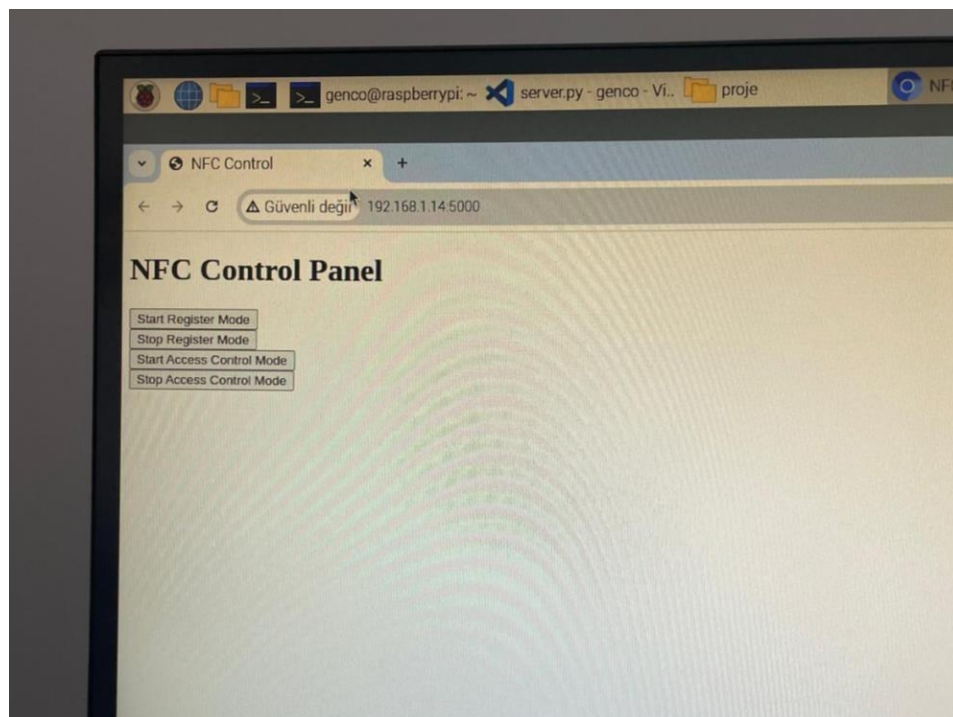 genco@raspberrypi: ~ server.py - genco - Vi.. proje NF
NFC Control
Güvenli değil 192.168.1.14:5000
NFC Control Panel
Start Register Mode
Stop Register Mode
Start Access Control Mode
Stop Access Control Mode